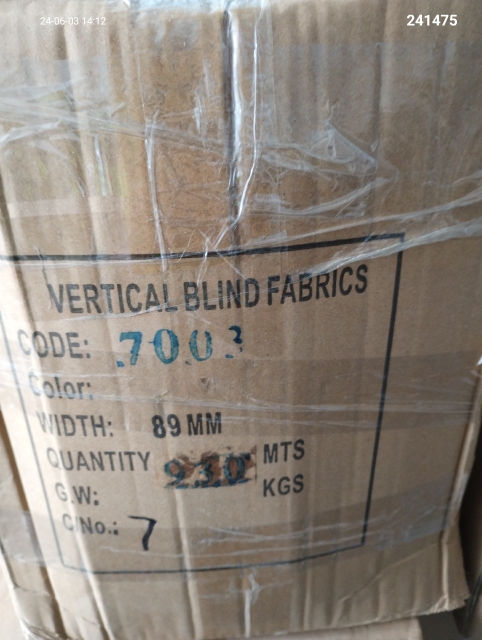 24-06-03 14:12
241475
VERTICAL BLIND FABRICS
CODE: 7003
Color:
WIDTH: 89 MM
QUANTITY 930 MTS
G.W: KGS
C/No.: 7